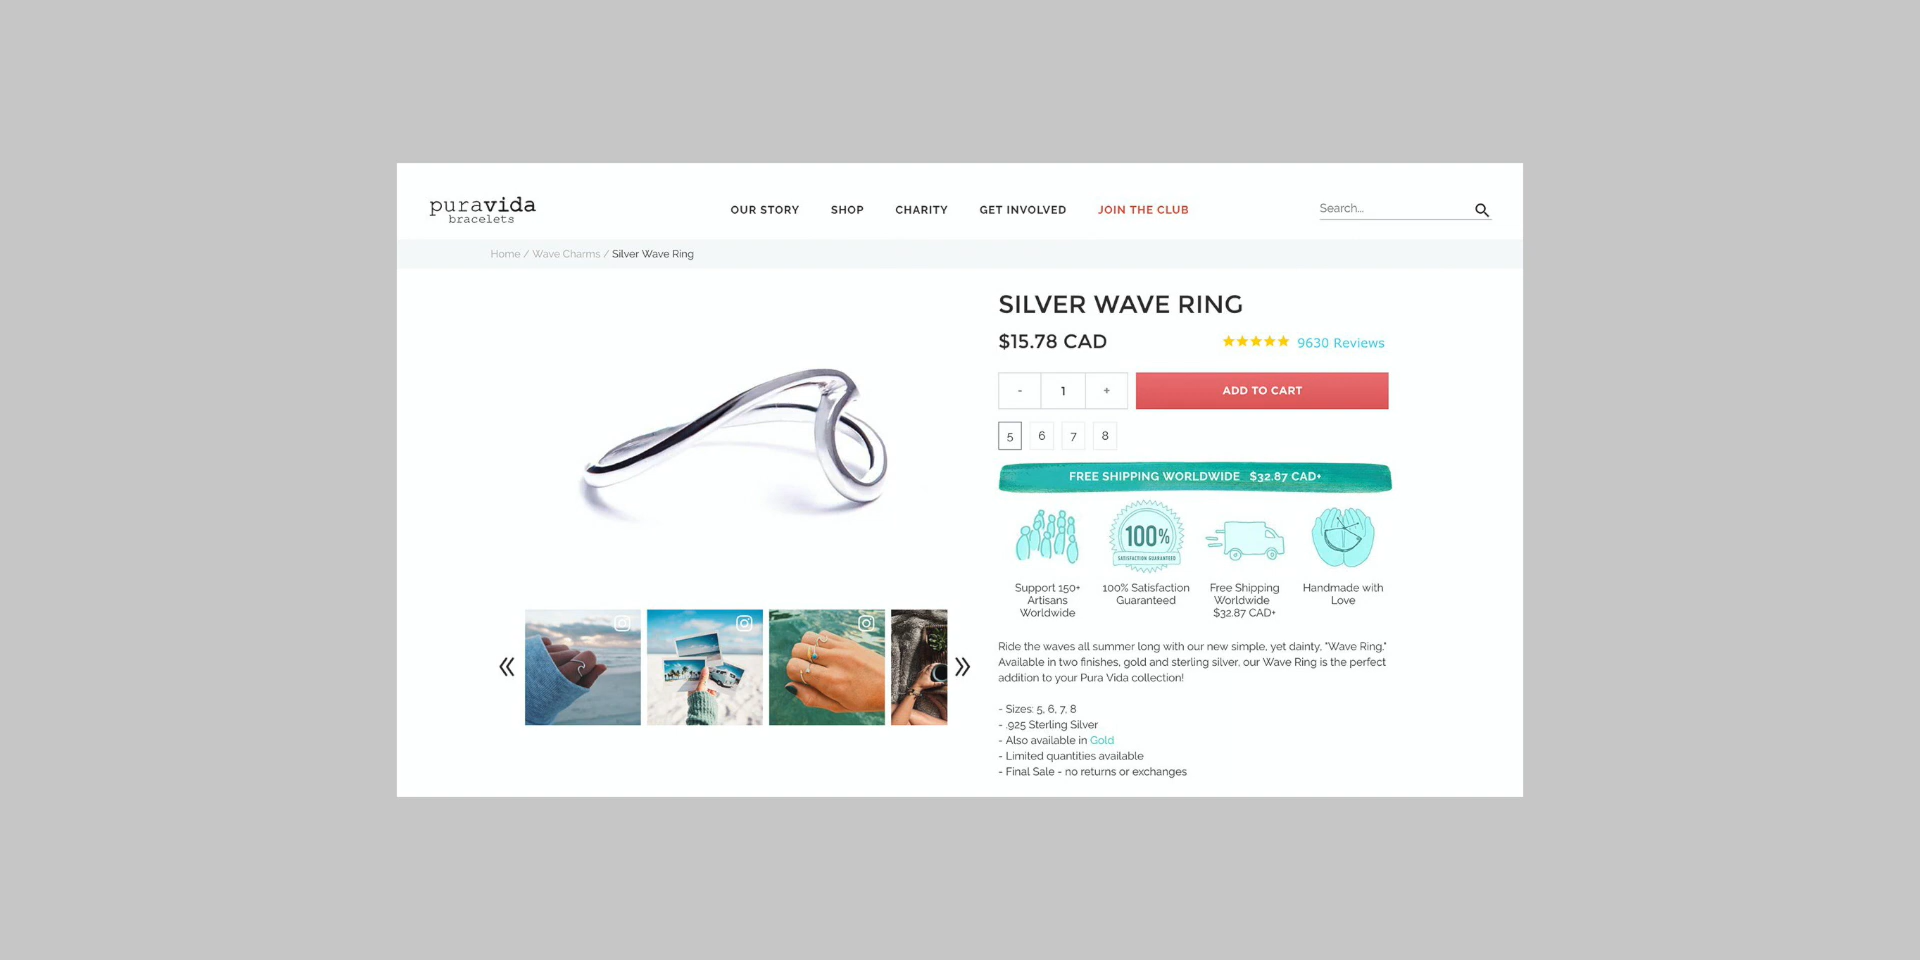 puravida
bracelets
OUR STORY SHOP CHARITY GET INVOLVED JOIN THE CLUB
Search...
Home / Wave Charms / Silver Wave Ring
SILVER WAVE RING
$15.78 CAD
9630 Reviews
- 1 +
ADD TO CART
5 6 7 8
FREE SHIPPING WORLDWIDE $32.87 CAD+
100%
SATISFACTION GUARANTEED
Support 150+
Artisans
Worldwide
100% Satisfaction
Guaranteed
Free Shipping
Worldwide
$32.87 CAD+
Handmade with
Love
Ride the waves all summer long with our new simple, yet dainty, "Wave Ring."
Available in two finishes, gold and sterling silver, our Wave Ring is the perfect
addition to your Pura Vida collection!
- Sizes: 5, 6, 7, 8
- .925 Sterling Silver
- Also available in Gold
- Limited quantities available
- Final Sale - no returns or exchanges